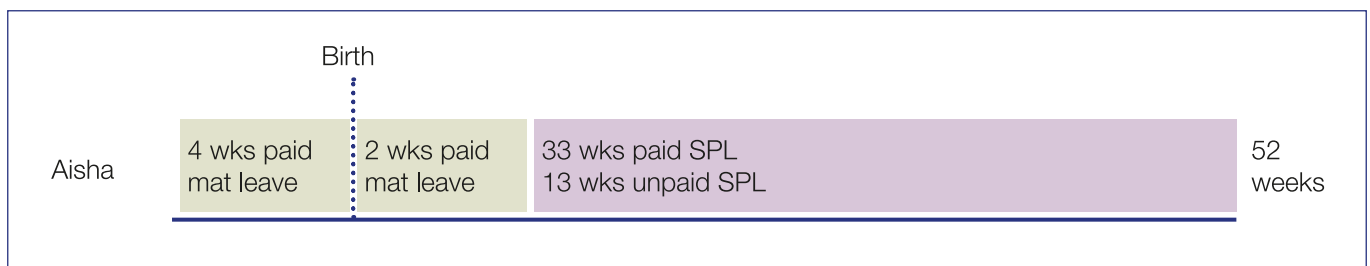 Birth
Aisha
4 wks paid
mat leave
2 wks paid
mat leave
33 wks paid SPL
13 wks unpaid SPL
52
weeks